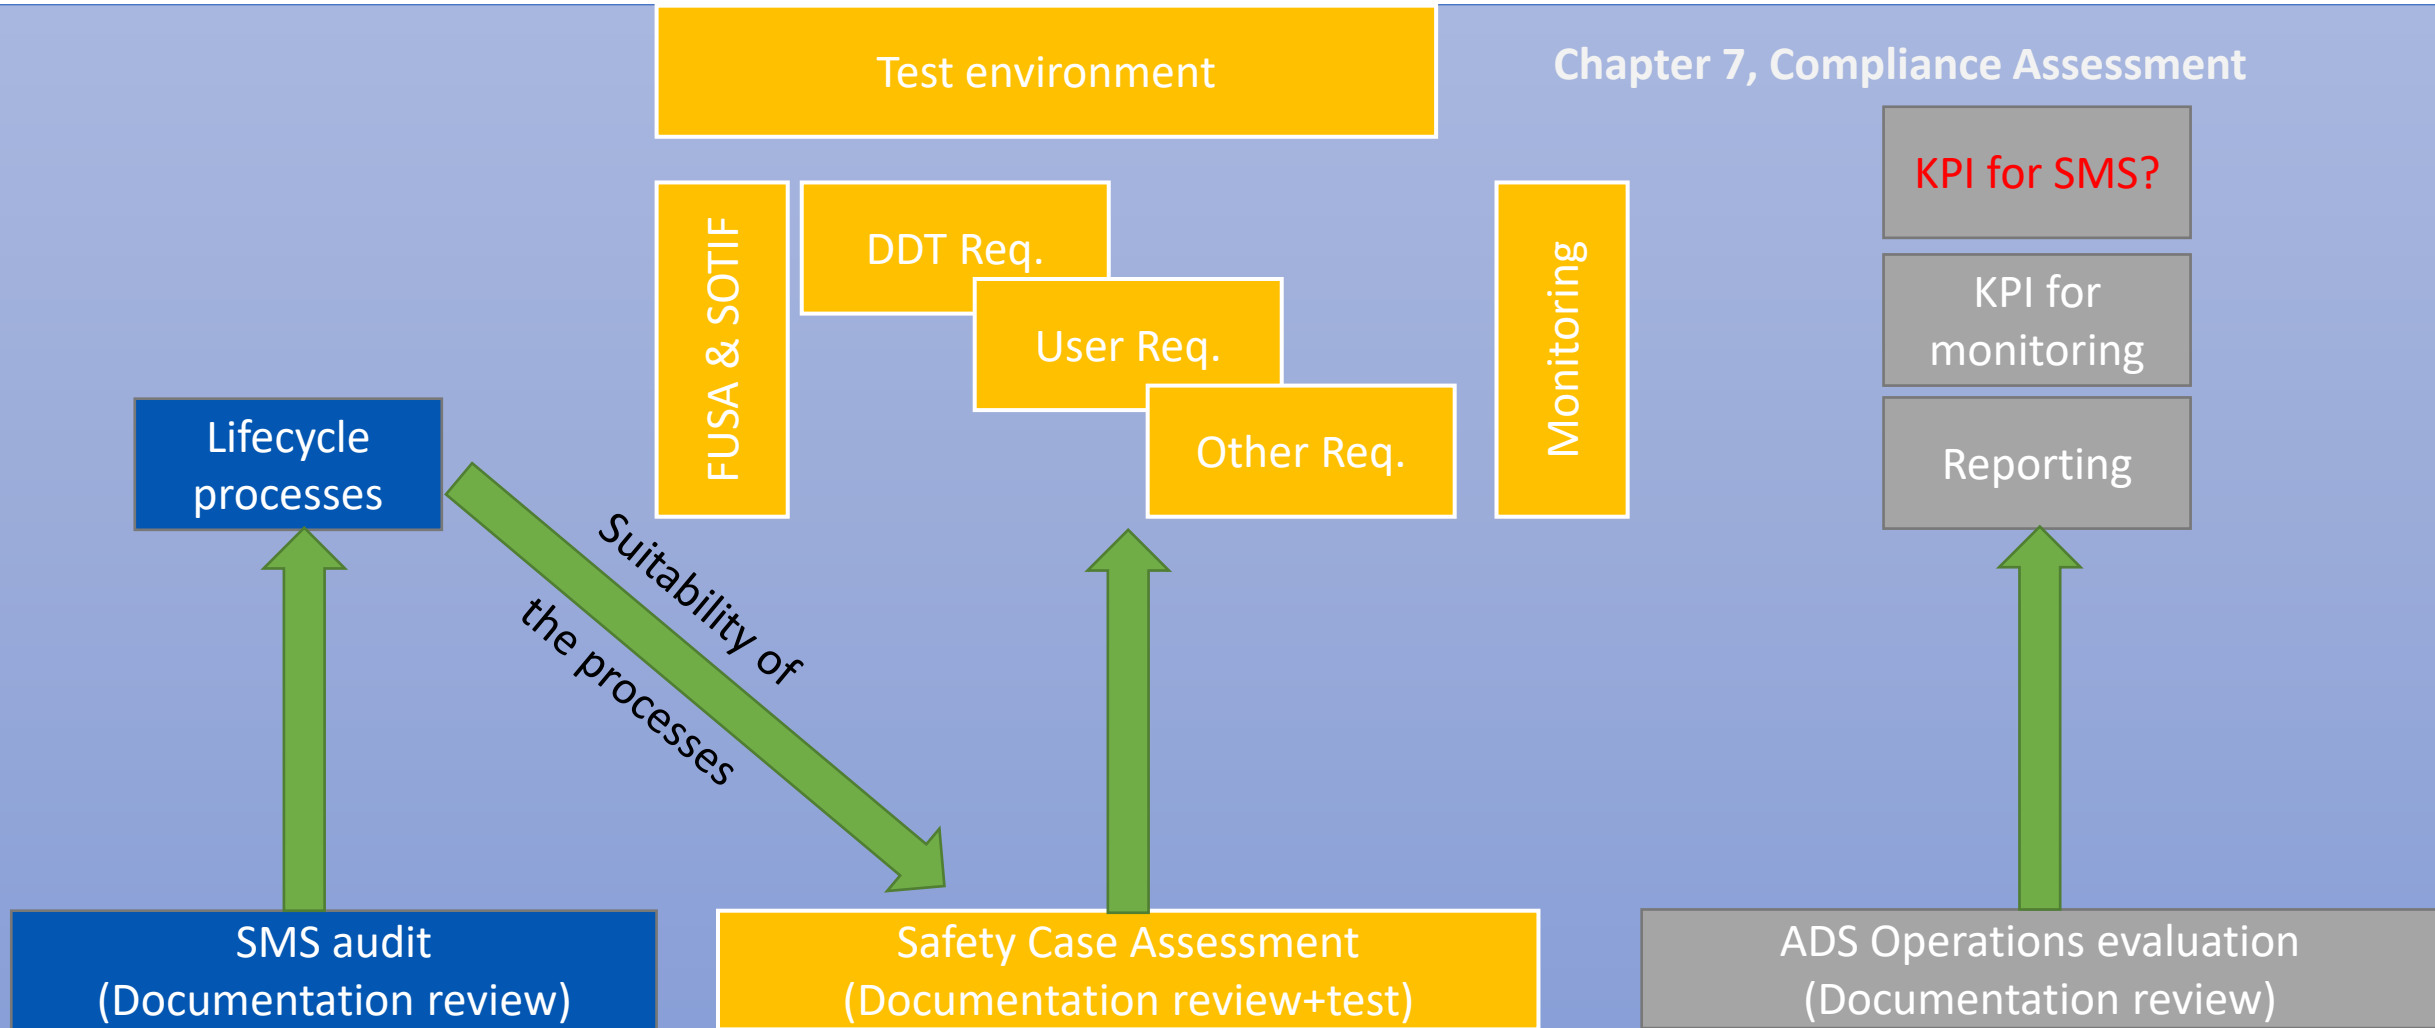 Test environment
Chapter 7, Compliance Assessment
KPI for SMS?
FUSA & SOTIF
DDT Req.
User Req.
Other Req.
Monitoring
KPI for
monitoring
Reporting
Lifecycle
processes
Suitability of
the processes
SMS audit
(Documentation review)
Safety Case Assessment
(Documentation review+test)
ADS Operations evaluation
(Documentation review)